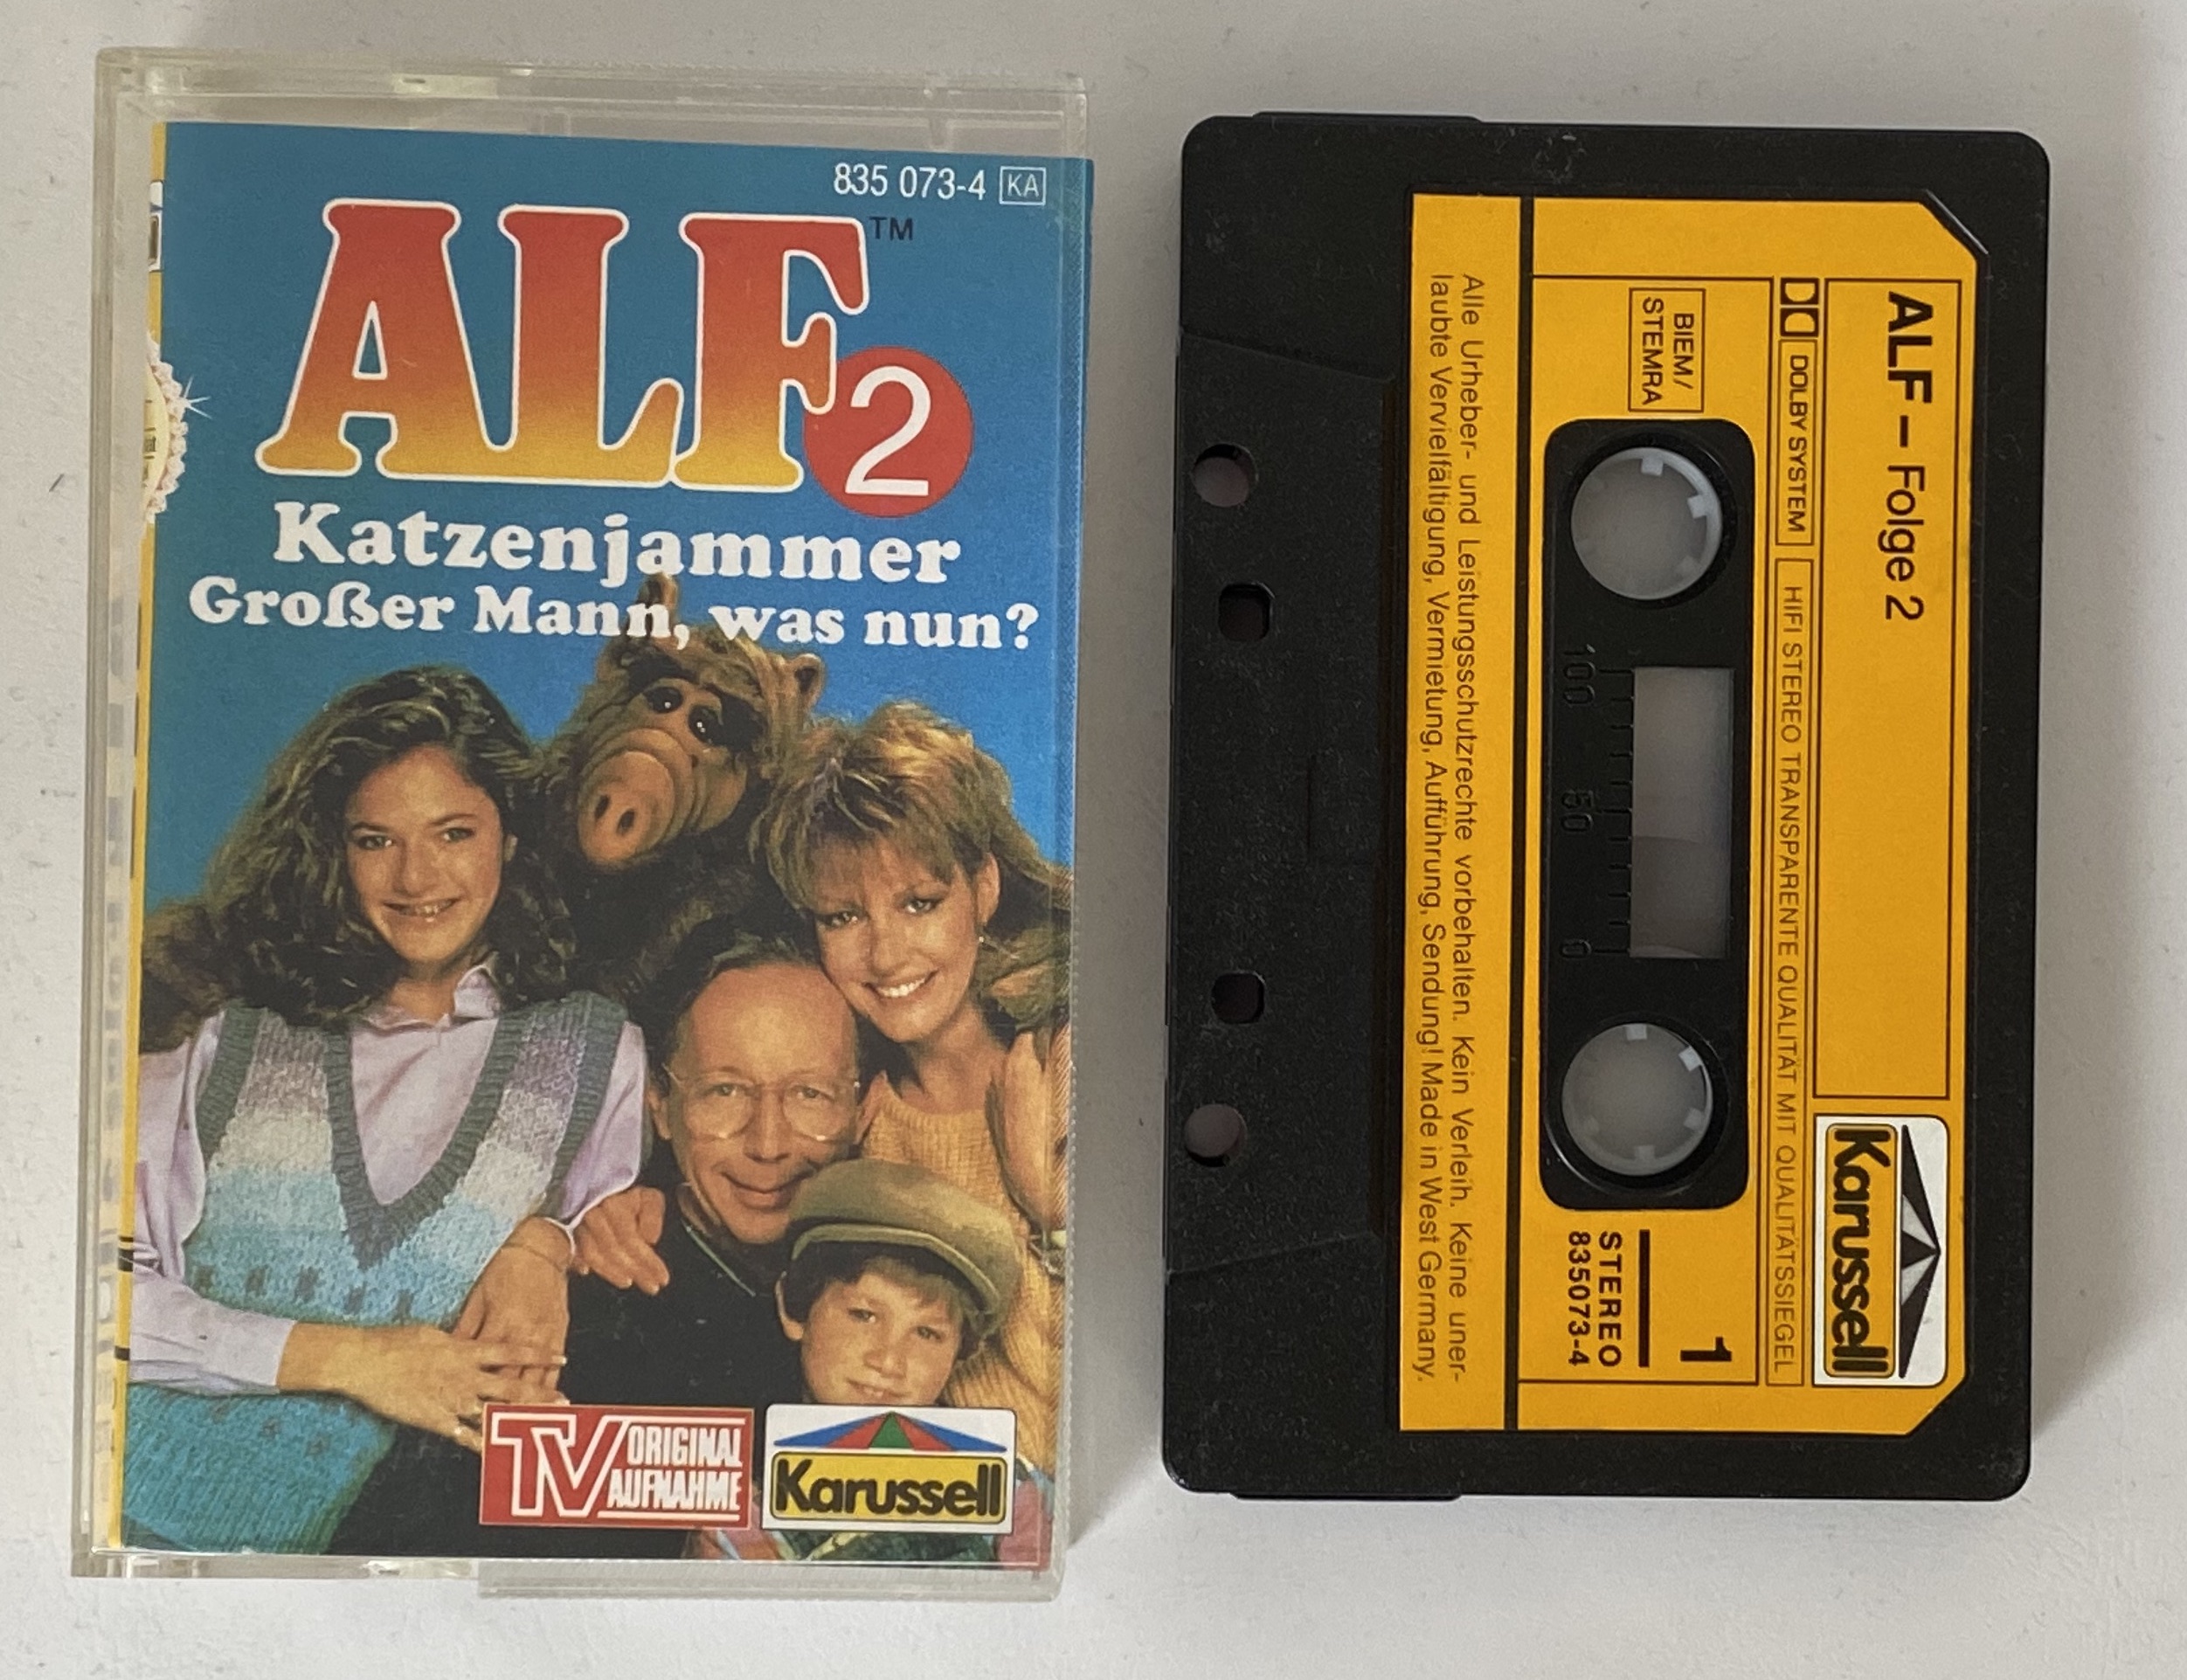 835 073-4 KA
ALF™
2
Katzenjammer
Großer Mann, was nun?
TV ORIGINAL
AUFNAHME
Karussell
ALF – Folge 2
Karussell
DOLBY SYSTEM
HIFI STEREO TRANSPARENTE QUALITÄT MIT QUALITÄTSSIEGEL
BIEM/
STEMRA
100 50 0
1
STEREO
835073-4
Alle Urheber- und Leistungsschutzrechte vorbehalten. Kein Verleih. Keine uner-
laubte Vervielfältigung, Vermietung, Aufführung, Sendung! Made in West Germany.